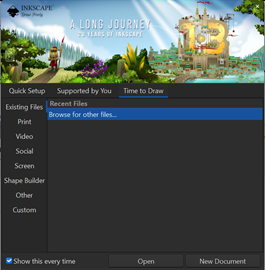 INKSCAPE
Draw Freely
A LONG JOURNEY
20 YEARS OF INKSCAPE
Quick Setup
Supported by You
Time to Draw
Existing Files
Print
Video
Social
Screen
Shape Builder
Other
Custom
Recent Files
Browse for other files...
Show this every time
Open
New Document